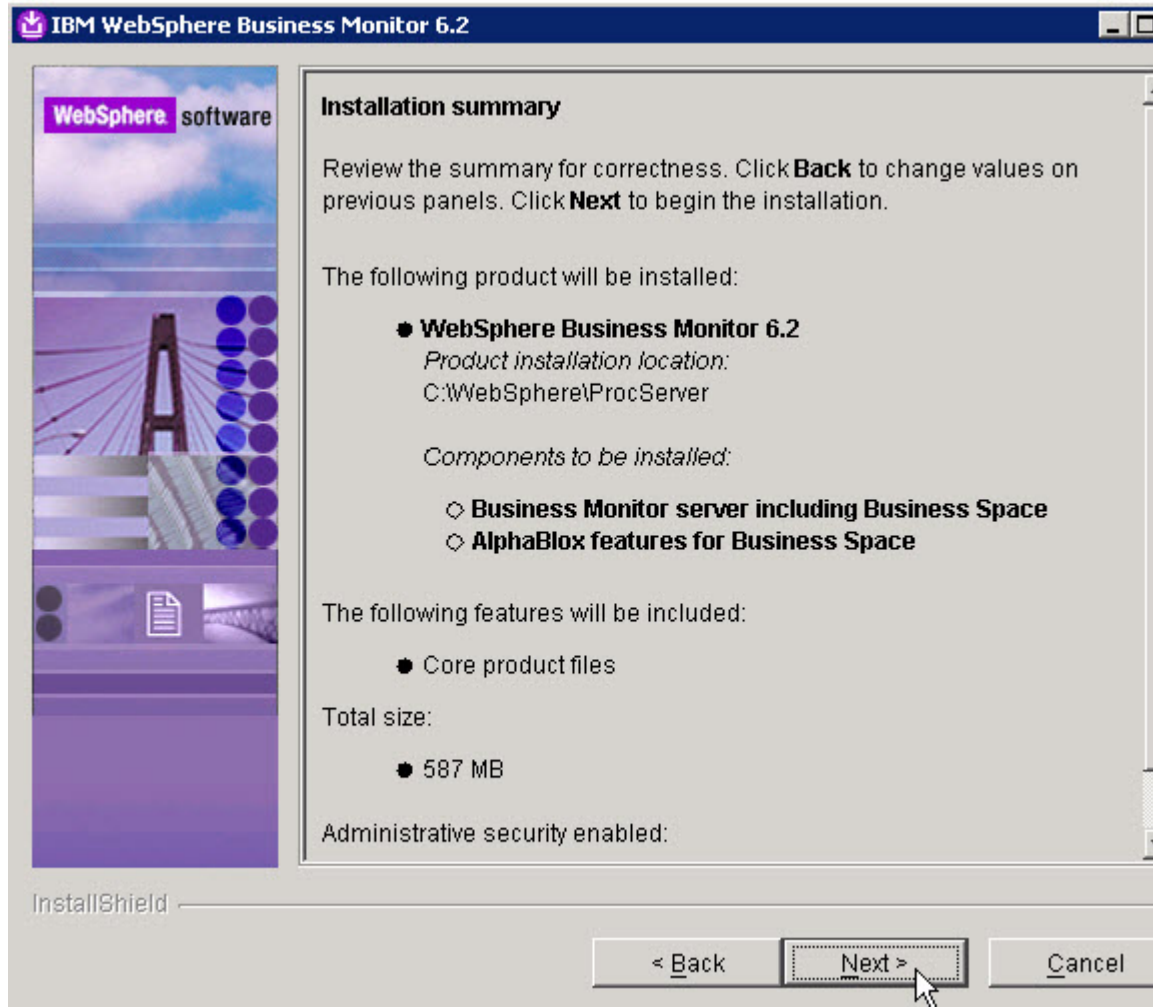 IBM WebSphere Business Monitor 6.2
WebSphere software
Installation summary
Review the summary for correctness. Click Back to change values on
previous panels. Click Next to begin the installation.
The following product will be installed:
WebSphere Business Monitor 6.2
Product installation location:
C:\WebSphere\ProcServer
Components to be installed:
Business Monitor server including Business Space
AlphaBlox features for Business Space
The following features will be included:
Core product files
Total size:
587 MB
Administrative security enabled:
InstallShield
< Back
Next >
Cancel